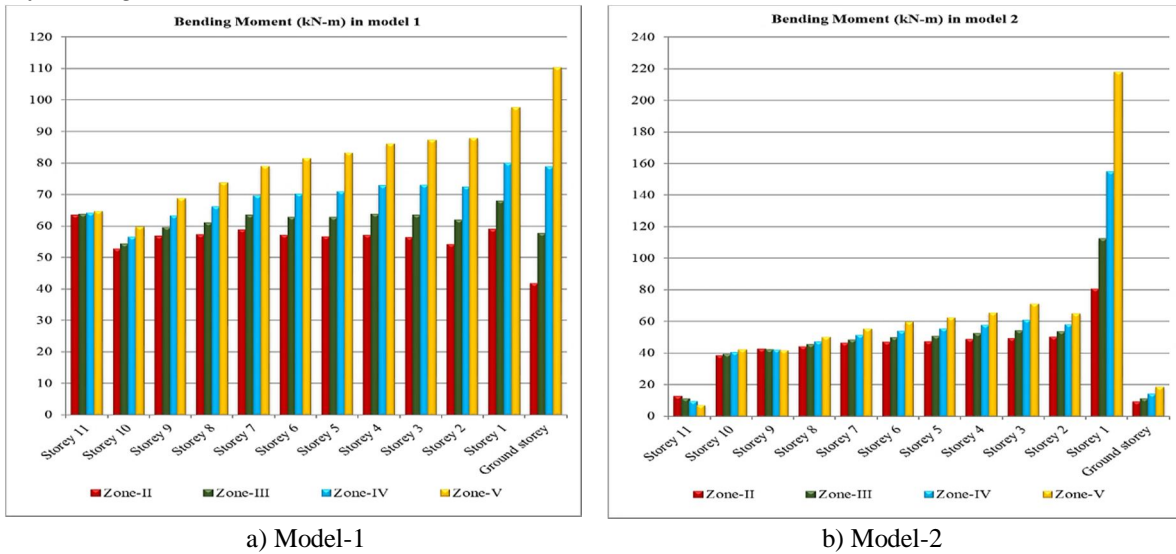 Bending Moment (kN-m) in model 1
120
110
100
90
80
70
60
50
40
30
20
10
0
Storey 11
Storey 10
Storey 9
Storey 8
Storey 7
Storey 6
Storey 5
Storey 4
Storey 3
Storey 2
Storey 1
Ground storey
Zone-II Zone-III Zone-IV Zone-V
a) Model-1
Bending Moment (kN-m) in model 2
240
220
200
180
160
140
120
100
80
60
40
20
0
Storey 11
Storey 10
Storey 9
Storey 8
Storey 7
Storey 6
Storey 5
Storey 4
Storey 3
Storey 2
Storey 1
Ground storey
Zone-II Zone-III Zone-IV Zone-V
b) Model-2